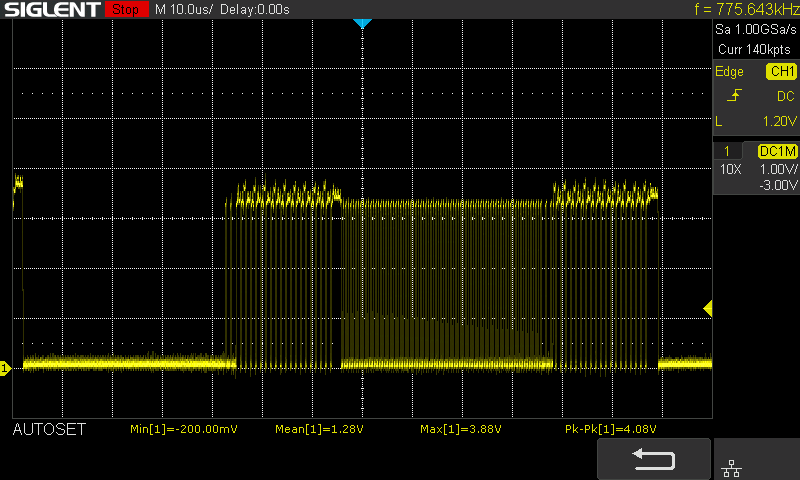 SIGLENT Stop M 10.0us/ Delay:0.00s f = 775.643kHz
Sa 1.00GSa/s
Curr 140kpts
Edge CH1
DC
L 1.20V
1 DC1M
10X 1.00V/
-3.00V
1
AUTOSET Min[1]=-200.00mV Mean[1]=1.28V Max[1]=3.88V Pk-Pk[1]=4.08V